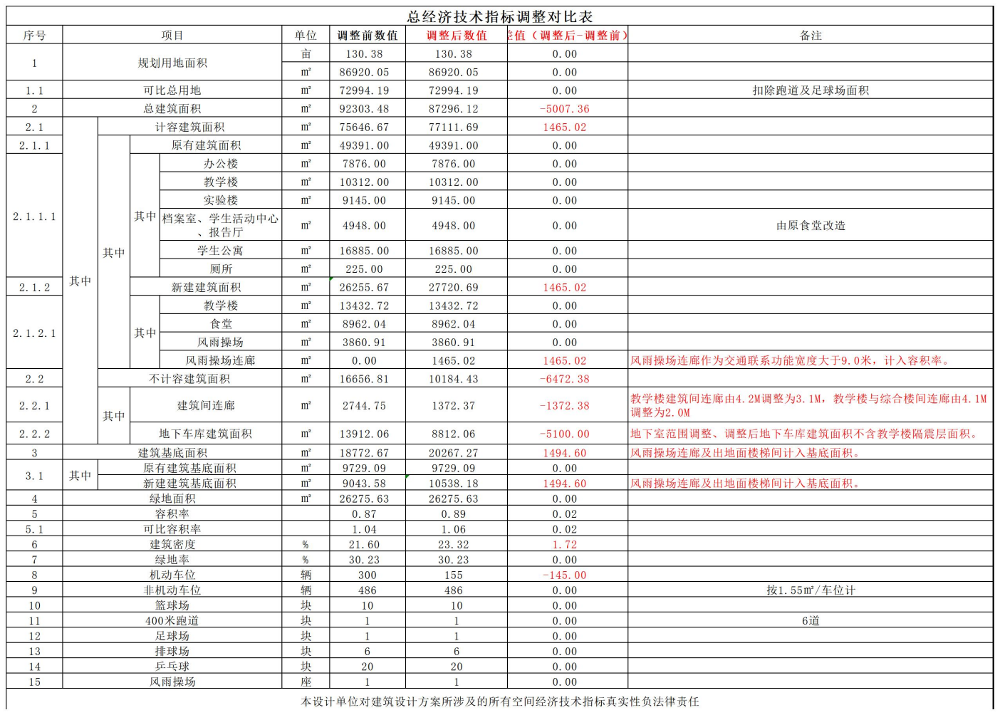 总经济技术指标调整对比表
序号 项目 单位 调整前数值 调整后数值 差值（调整后-调整前） 备注
1 规划用地面积 亩 130.38 130.38 0.00
m² 86920.05 86920.05 0.00
1.1 可比总用地 m² 72994.19 72994.19 0.00 扣除跑道及足球场面积
2 总建筑面积 m² 92303.48 87296.12 -5007.36
2.1 其中 计容建筑面积 m² 75646.67 77111.69 1465.02
2.1.1 其中 原有建筑面积 m² 49391.00 49391.00 0.00
2.1.1.1 其中 办公楼 m² 7876.00 7876.00 0.00
教学楼 m² 10312.00 10312.00 0.00
实验楼 m² 9145.00 9145.00 0.00
档案室、学生活动中心
、报告厅 m² 4948.00 4948.00 0.00 由原食堂改造
学生公寓 m² 16885.00 16885.00 0.00
厕所 m² 225.00 225.00 0.00
2.1.2 新建建筑面积 m² 26255.67 27720.69 1465.02
2.1.2.1 其中 教学楼 m² 13432.72 13432.72 0.00
食堂 m² 8962.04 8962.04 0.00
风雨操场 m² 3860.91 3860.91 0.00
风雨操场连廊 m² 0.00 1465.02 1465.02 风雨操场连廊作为交通联系功能宽度大于9.0米，计入容积率。
2.2 不计容建筑面积 m² 16656.81 10184.43 -6472.38
2.2.1 其中 建筑间连廊 m² 2744.75 1372.37 -1372.38 教学楼建筑间连廊由4.2M调整为3.1M，教学楼与综合楼间连廊由4.1M
调整为2.0M
2.2.2 地下车库建筑面积 m² 13912.06 8812.06 -5100.00 地下室范围调整、调整后地下车库建筑面积不含教学楼隔震层面积。
3 建筑基底面积 m² 18772.67 20267.27 1494.60 风雨操场连廊及出地面楼梯间计入基底面积。
3.1 其中 原有建筑基底面积 m² 9729.09 9729.09 0.00
新建建筑基底面积 m² 9043.58 10538.18 1494.60 风雨操场连廊及出地面楼梯间计入基底面积。
4 绿地面积 m² 26275.63 26275.63 0.00
5 容积率 0.87 0.89 0.02
5.1 可比容积率 1.04 1.06 0.02
6 建筑密度 % 21.60 23.32 1.72
7 绿地率 % 30.23 30.23 0.00
8 机动车位 辆 300 155 -145.00
9 非机动车位 辆 486 486 0.00 按1.55㎡/车位计
10 篮球场 块 10 10 0.00
11 400米跑道 块 1 1 0.00 6道
12 足球场 块 1 1 0.00
13 排球场 块 6 6 0.00
14 乒乓球 块 20 20 0.00
15 风雨操场 座 1 1 0.00
本设计单位对建筑设计方案所涉及的所有空间经济技术指标真实性负法律责任